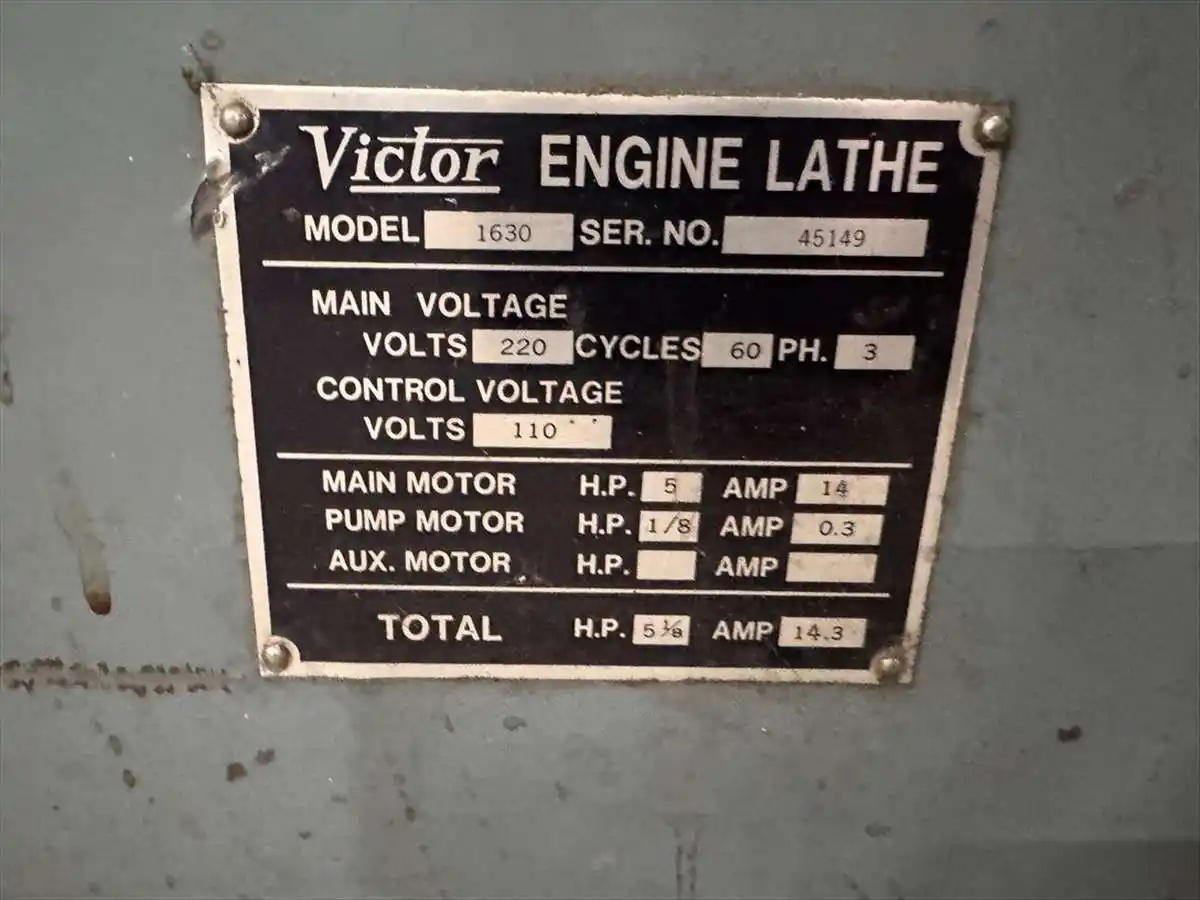 Victor ENGINE LATHE
MODEL 1630 SER. NO. 45149
MAIN VOLTAGE
VOLTS 220 CYCLES 60 PH. 3
CONTROL VOLTAGE
VOLTS 110
MAIN MOTOR H.P. 5 AMP 14
PUMP MOTOR H.P. 1/8 AMP 0.3
AUX. MOTOR H.P. AMP
TOTAL H.P. 5 1/8 AMP 14.3